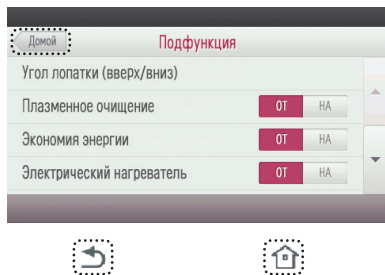 Домой
Подфункция
Угол лопатки (вверх/вниз)
Плазменное очищение ОТ НА
Экономия энергии ОТ НА
Электрический нагреватель ОТ НА